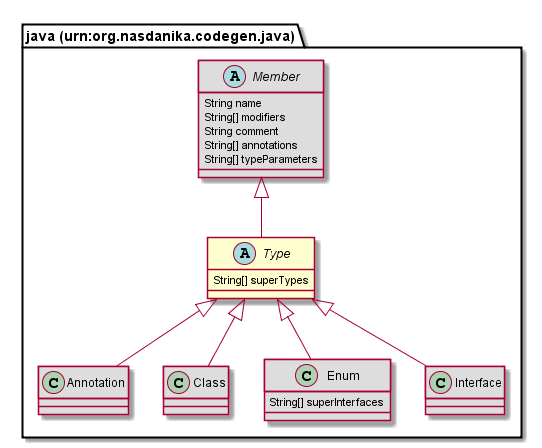 java (urn:org.nasdanika.codegen.java)
A Member
String name
String[] modifiers
String comment
String[] annotations
String[] typeParameters
A Type
String[] superTypes
C Annotation
C Class
C Enum
String[] superInterfaces
C Interface